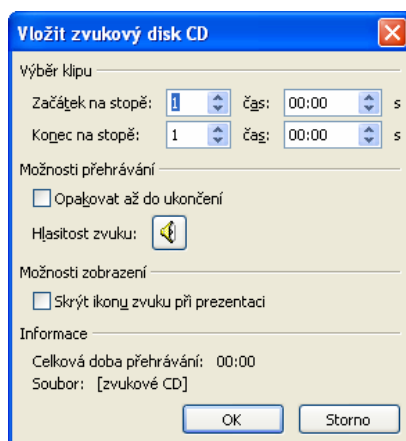 Vložit zvukový disk CD
Výběr klipu
Začátek na stopě: 1 čas: 00:00 s
Konec na stopě: 1 čas: 00:00 s
Možnosti přehrávání
Opakovat až do ukončení
Hlasitost zvuku:
Možnosti zobrazení
Skrýt ikonu zvuku při prezentaci
Informace
Celková doba přehrávání: 00:00
Soubor: [zvukové CD]
OK Storno